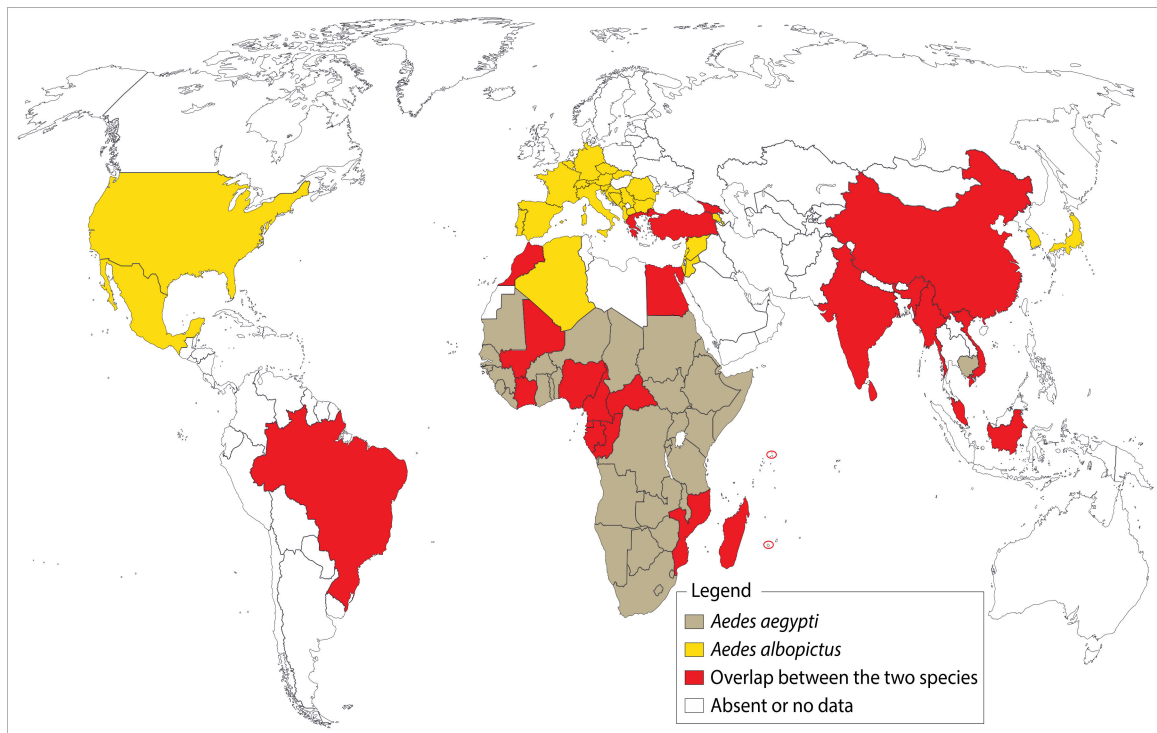 Legend
Aedes aegypti
Aedes albopictus
Overlap between the two species
Absent or no data